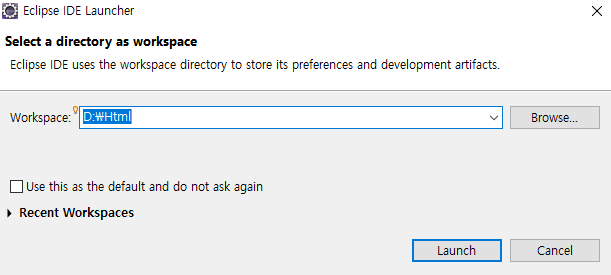 Eclipse IDE Launcher
Select a directory as workspace
Eclipse IDE uses the workspace directory to store its preferences and development artifacts.
Workspace: D:₩Html Browse...
Use this as the default and do not ask again
Recent Workspaces
Launch Cancel